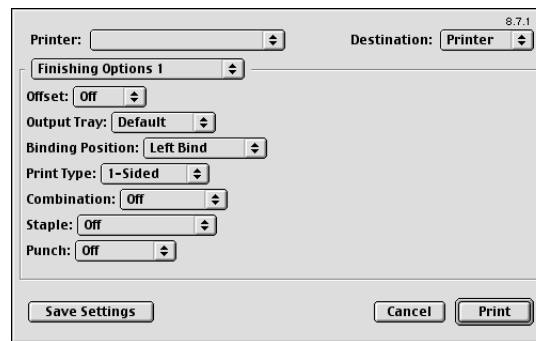 8.7.1
Printer: Destination: Printer
Finishing Options 1
Offset: Off
Output Tray: Default
Binding Position: Left Bind
Print Type: 1-Sided
Combination: Off
Staple: Off
Punch: Off
Save Settings Cancel Print